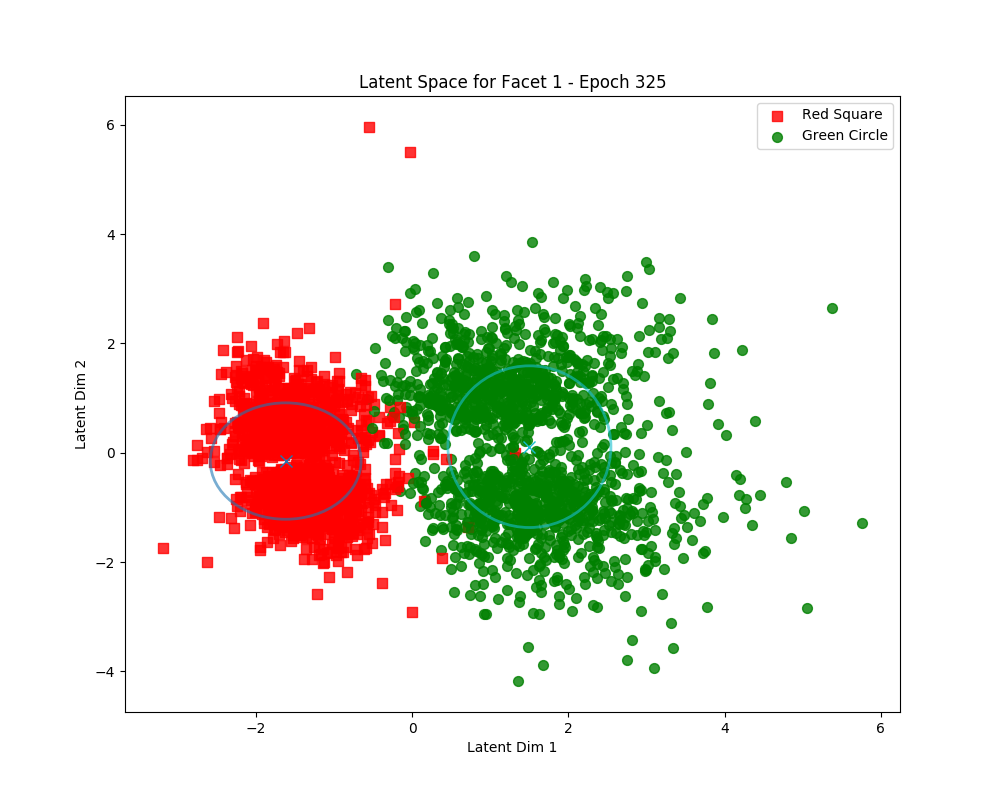 Latent Space for Facet 1 - Epoch 325
Red Square
Green Circle
6
4
2
0
−2
−4
Latent Dim 2
−2
0
2
4
6
Latent Dim 1